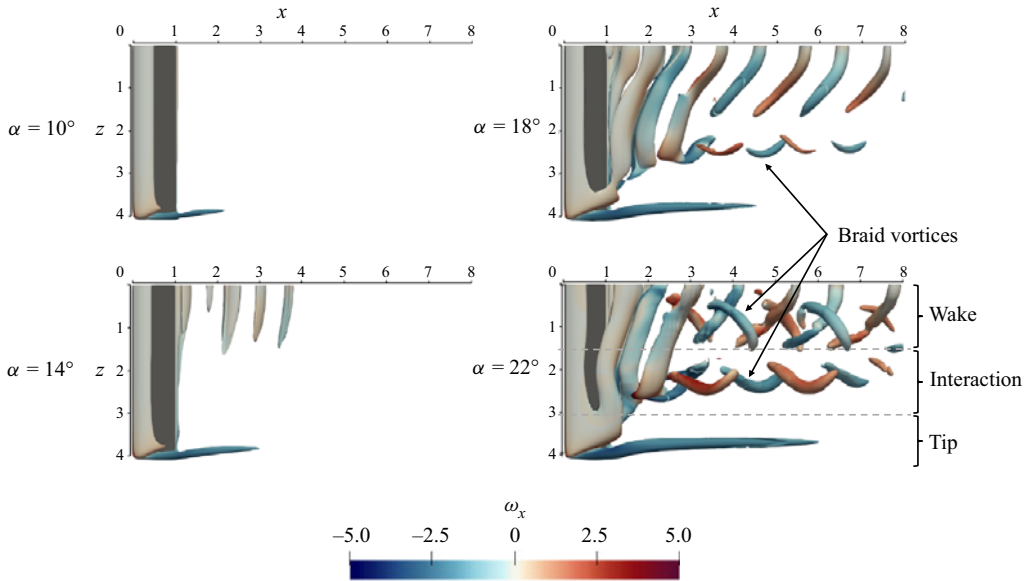 x
0 1 2 3 4 5 6 7 8
1
2
3
4
α = 10° z
x
0 1 2 3 4 5 6 7 8
1
2
3
4
α = 18°
Braid vortices
0 1 2 3 4 5 6 7 8
1
2
3
4
α = 14° z
0 1 2 3 4 5 6 7 8
1
2
3
4
α = 22°
Wake
Interaction
Tip
ωx
–5.0 –2.5 0 2.5 5.0